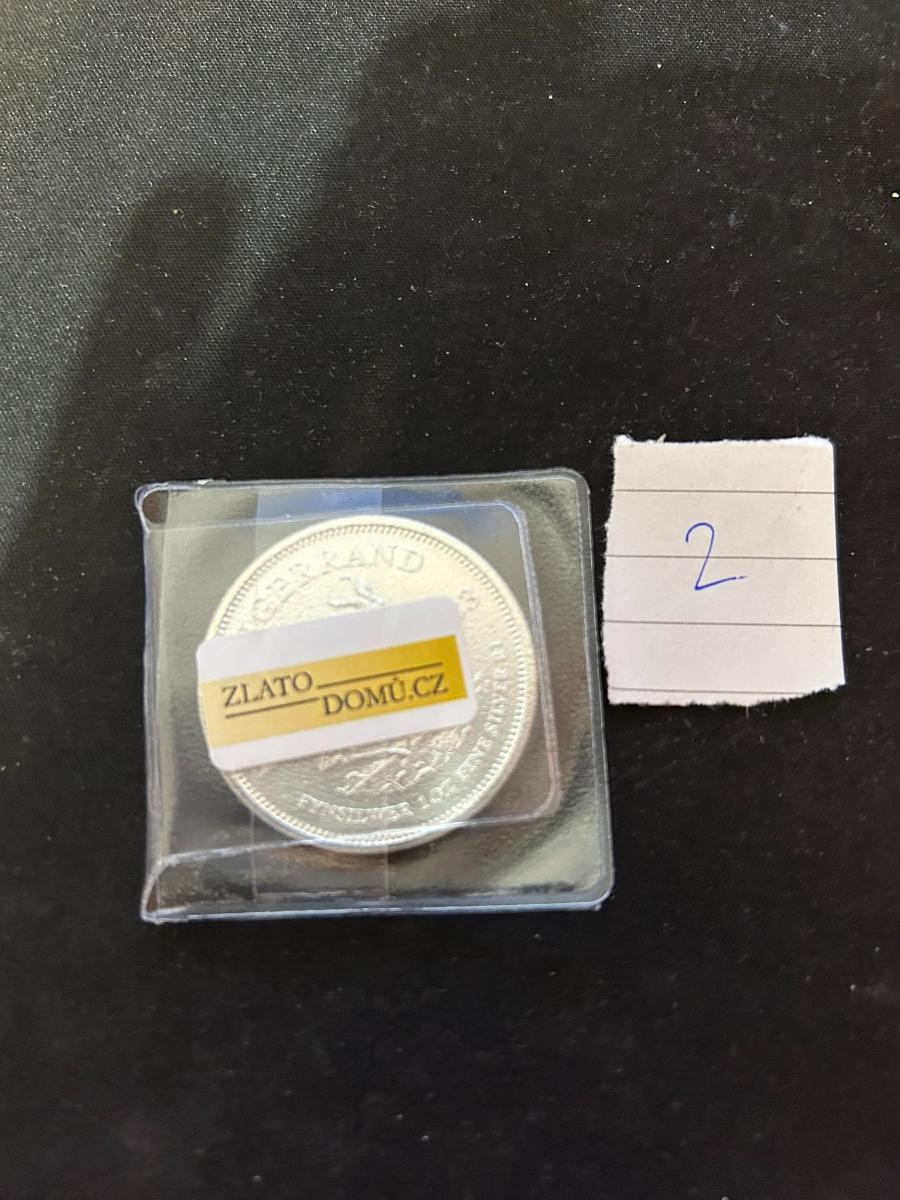 GERRAND
ZLATO
DOMŮ.CZ
FYNSILWER 1 OZ FINE SILVER
2